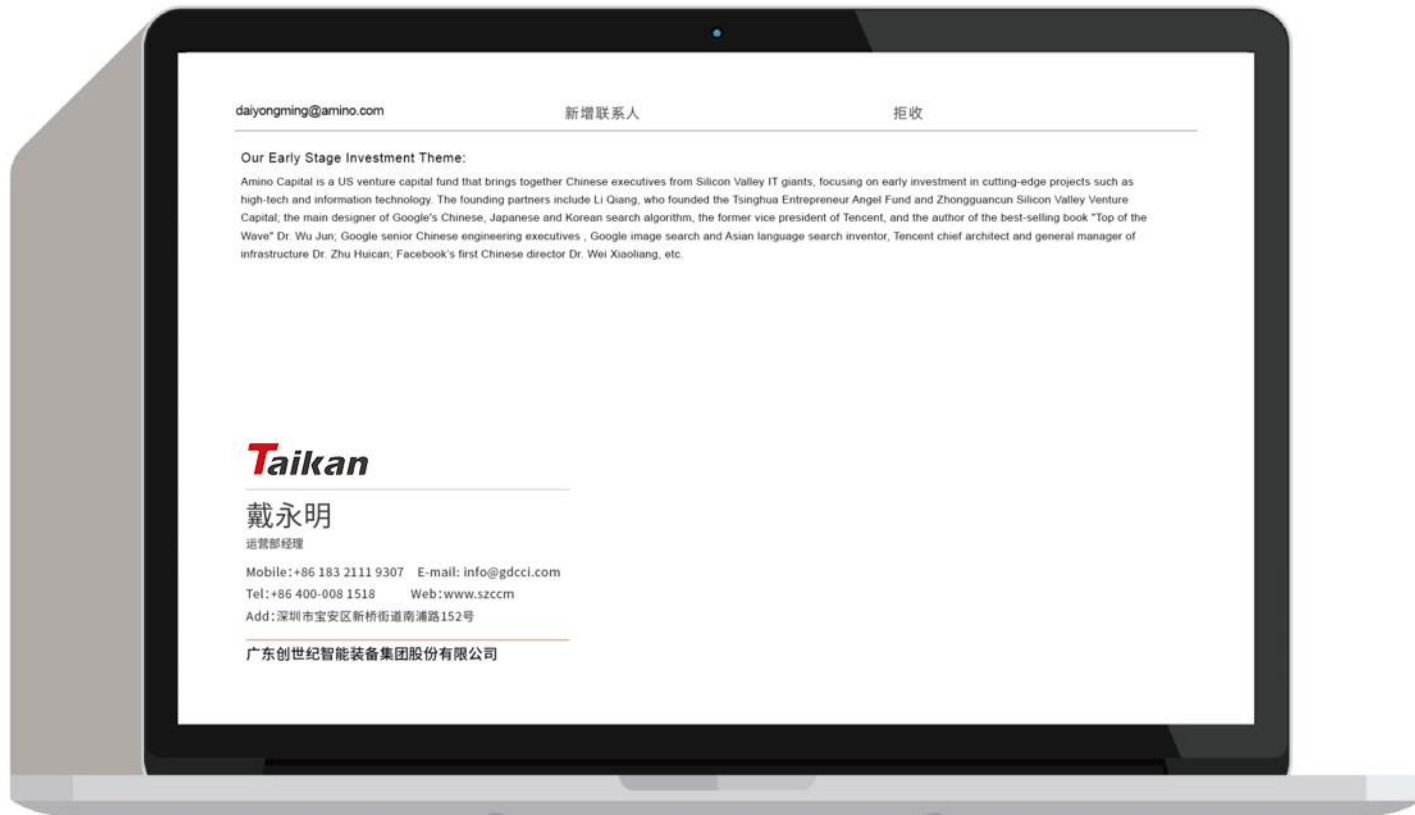 daiyongming@amino.com 新增联系人 拒收
Our Early Stage Investment Theme:
Amino Capital is a US venture capital fund that brings together Chinese executives from Silicon Valley IT giants, focusing on early investment in cutting-edge projects such as
high-tech and information technology. The founding partners include Li Qiang, who founded the Tsinghua Entrepreneur Angel Fund and Zhongguancun Silicon Valley Venture
Capital; the main designer of Google's Chinese, Japanese and Korean search algorithm, the former vice president of Tencent, and the author of the best-selling book "Top of the
Wave" Dr. Wu Jun; Google senior Chinese engineering executives , Google image search and Asian language search inventor, Tencent chief architect and general manager of
infrastructure Dr. Zhu Huican; Facebook's first Chinese director Dr. Wei Xiaoliang, etc.
Taikan
戴永明
运营部经理
Mobile:+86 183 2111 9307 E-mail: info@gdcci.com
Tel:+86 400-008 1518 Web:www.szccm
Add:深圳市宝安区新桥街道南浦路152号
广东创世纪智能装备集团股份有限公司